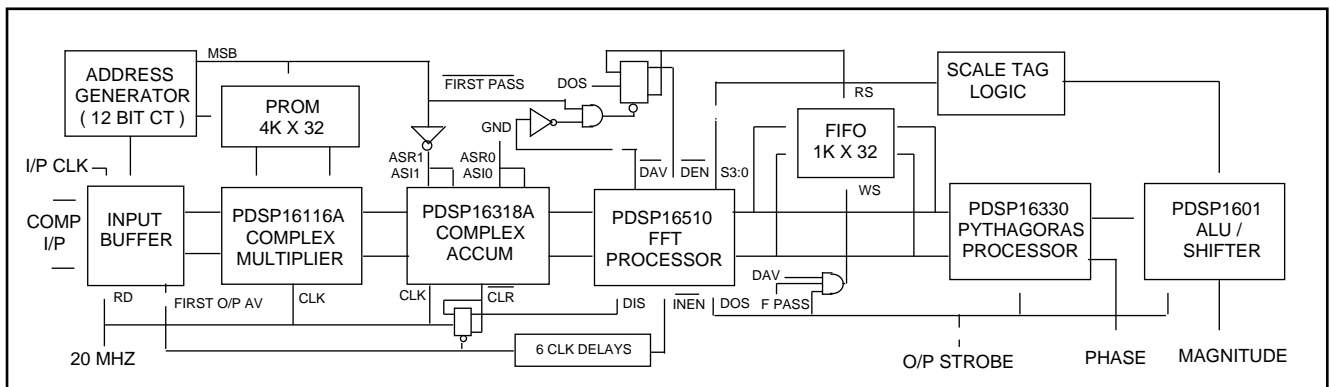 MSB
ADDRESS
GENERATOR
( 12 BIT CT )
PROM
4K X 32
FIRST PASS
DOS
GND
RS
SCALE TAG
LOGIC
FIFO
1K X 32
I/P CLK
ASR1
ASI1
ASR0
ASI0
DAV
DEN
S3:0
WS
COMP
I/P
INPUT
BUFFER
PDSP16116A
COMPLEX
MULTIPLIER
PDSP16318A
COMPLEX
ACCUM
PDSP16510
FFT
PROCESSOR
PDSP16330
PYTHAGORAS
PROCESSOR
PDSP1601
ALU /
SHIFTER
RD
FIRST O/P AV
CLK
CLK
CLR
DIS
INEN
DOS
DAV
F PASS
20 MHZ
6 CLK DELAYS
O/P STROBE
PHASE
MAGNITUDE